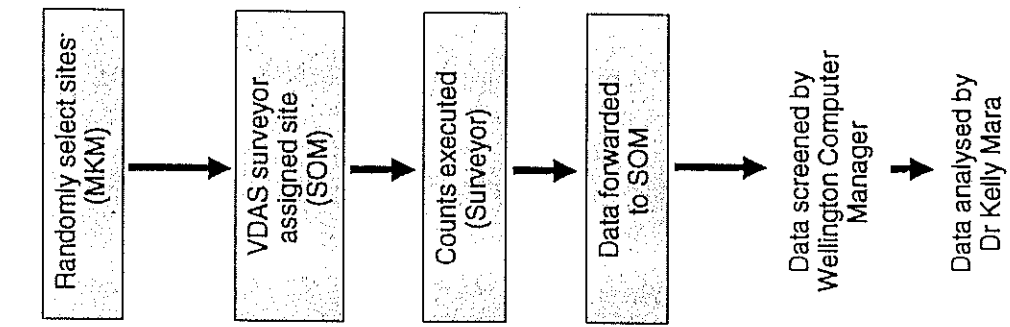 Randomly select sites
(MKM)
VDAS surveyor
assigned site
(SOM)
Counts executed
(Surveyor)
Data forwarded
to SOM
Data screened by
Wellington Computer
Manager
Data analysed by
Dr Kelly Mara